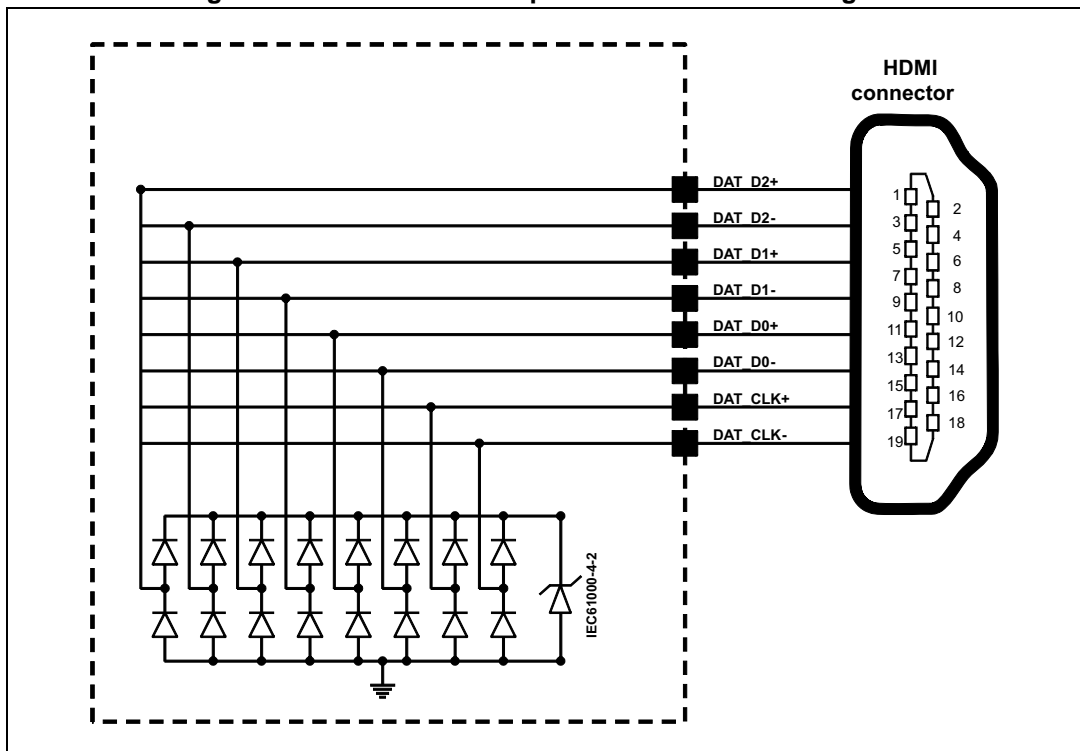 HDMI
connector
DAT_D2+
DAT_D2-
DAT_D1+
DAT_D1-
DAT_D0+
DAT_D0-
DAT_CLK+
DAT_CLK-
1
2
3
4
5
6
7
8
9
10
11
12
13
14
15
16
17
18
19
IEC61000-4-2